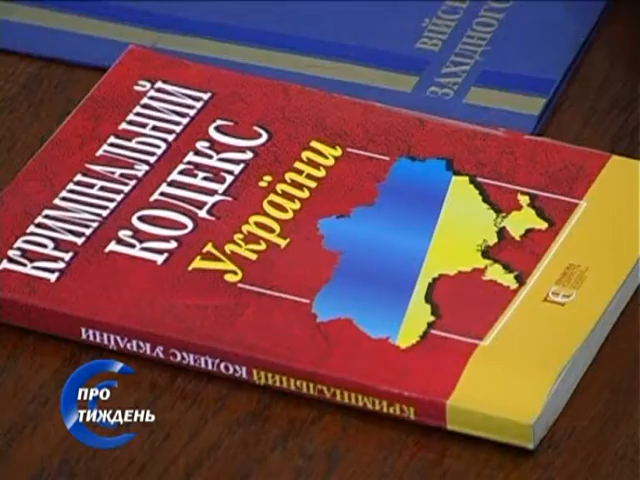 ВІЙСЬ
ЗАХІДНОГО
КРИМІНАЛЬНИЙ
КОДЕКС
України
КРИМІНАЛЬНИЙ КОДЕКС УКРАЇНИ
ПРО
ТИЖДЕНЬ